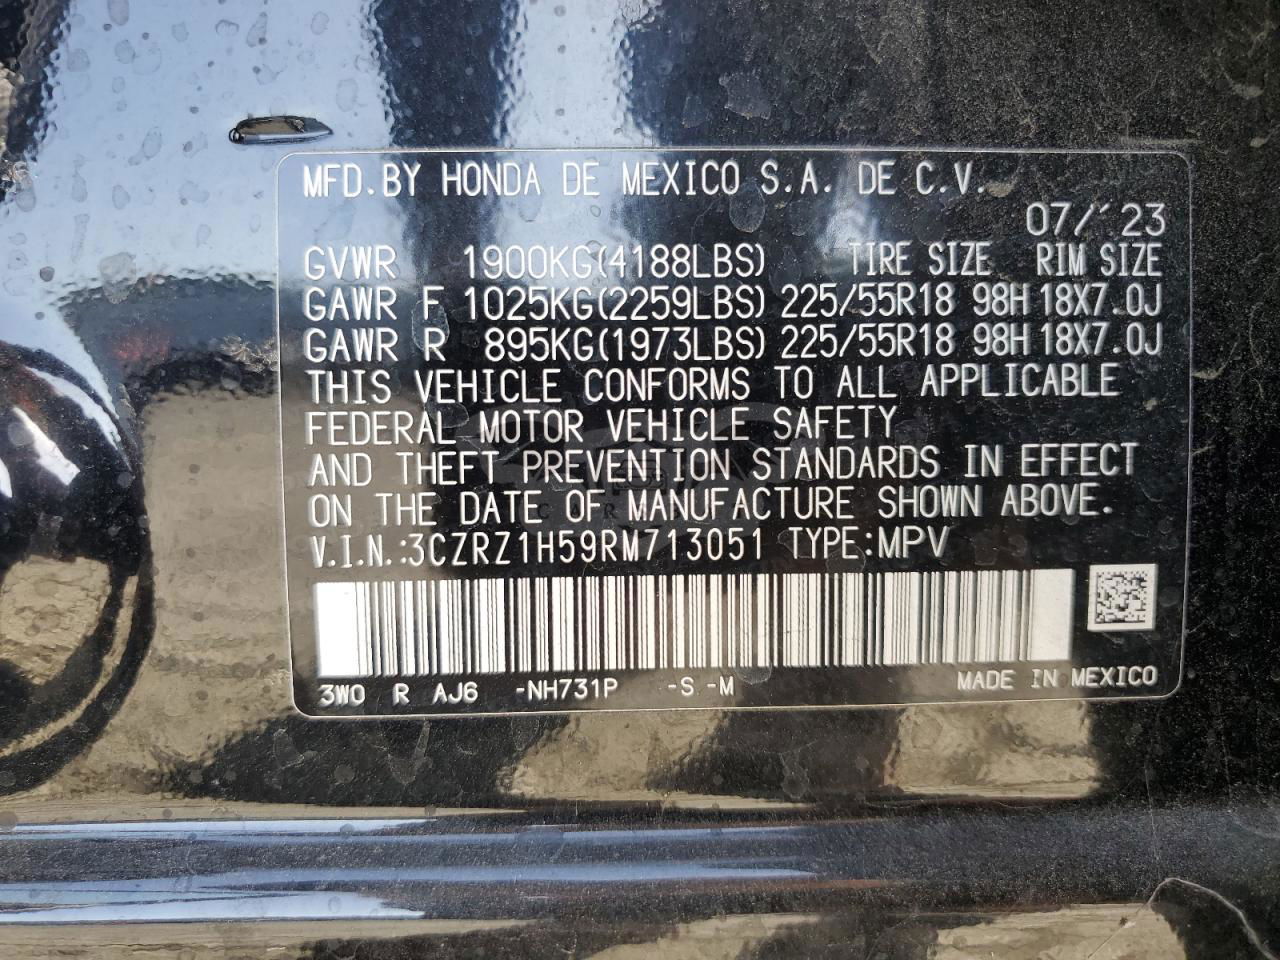 MFD.BY HONDA DE MEXICO S.A. DE C.V.
07/´23
GVWR 1900KG(4188LBS) TIRE SIZE RIM SIZE
GAWR F 1025KG(2259LBS) 225/55R18 98H 18X7.0J
GAWR R 895KG(1973LBS) 225/55R18 98H 18X7.0J
THIS VEHICLE CONFORMS TO ALL APPLICABLE
FEDERAL MOTOR VEHICLE SAFETY
AND THEFT PREVENTION STANDARDS IN EFFECT
ON THE DATE OF MANUFACTURE SHOWN ABOVE.
V.I.N.:3CZRZ1H59RM713051 TYPE:MPV
3W0 R AJ6 -NH731P -S -M MADE IN MEXICO